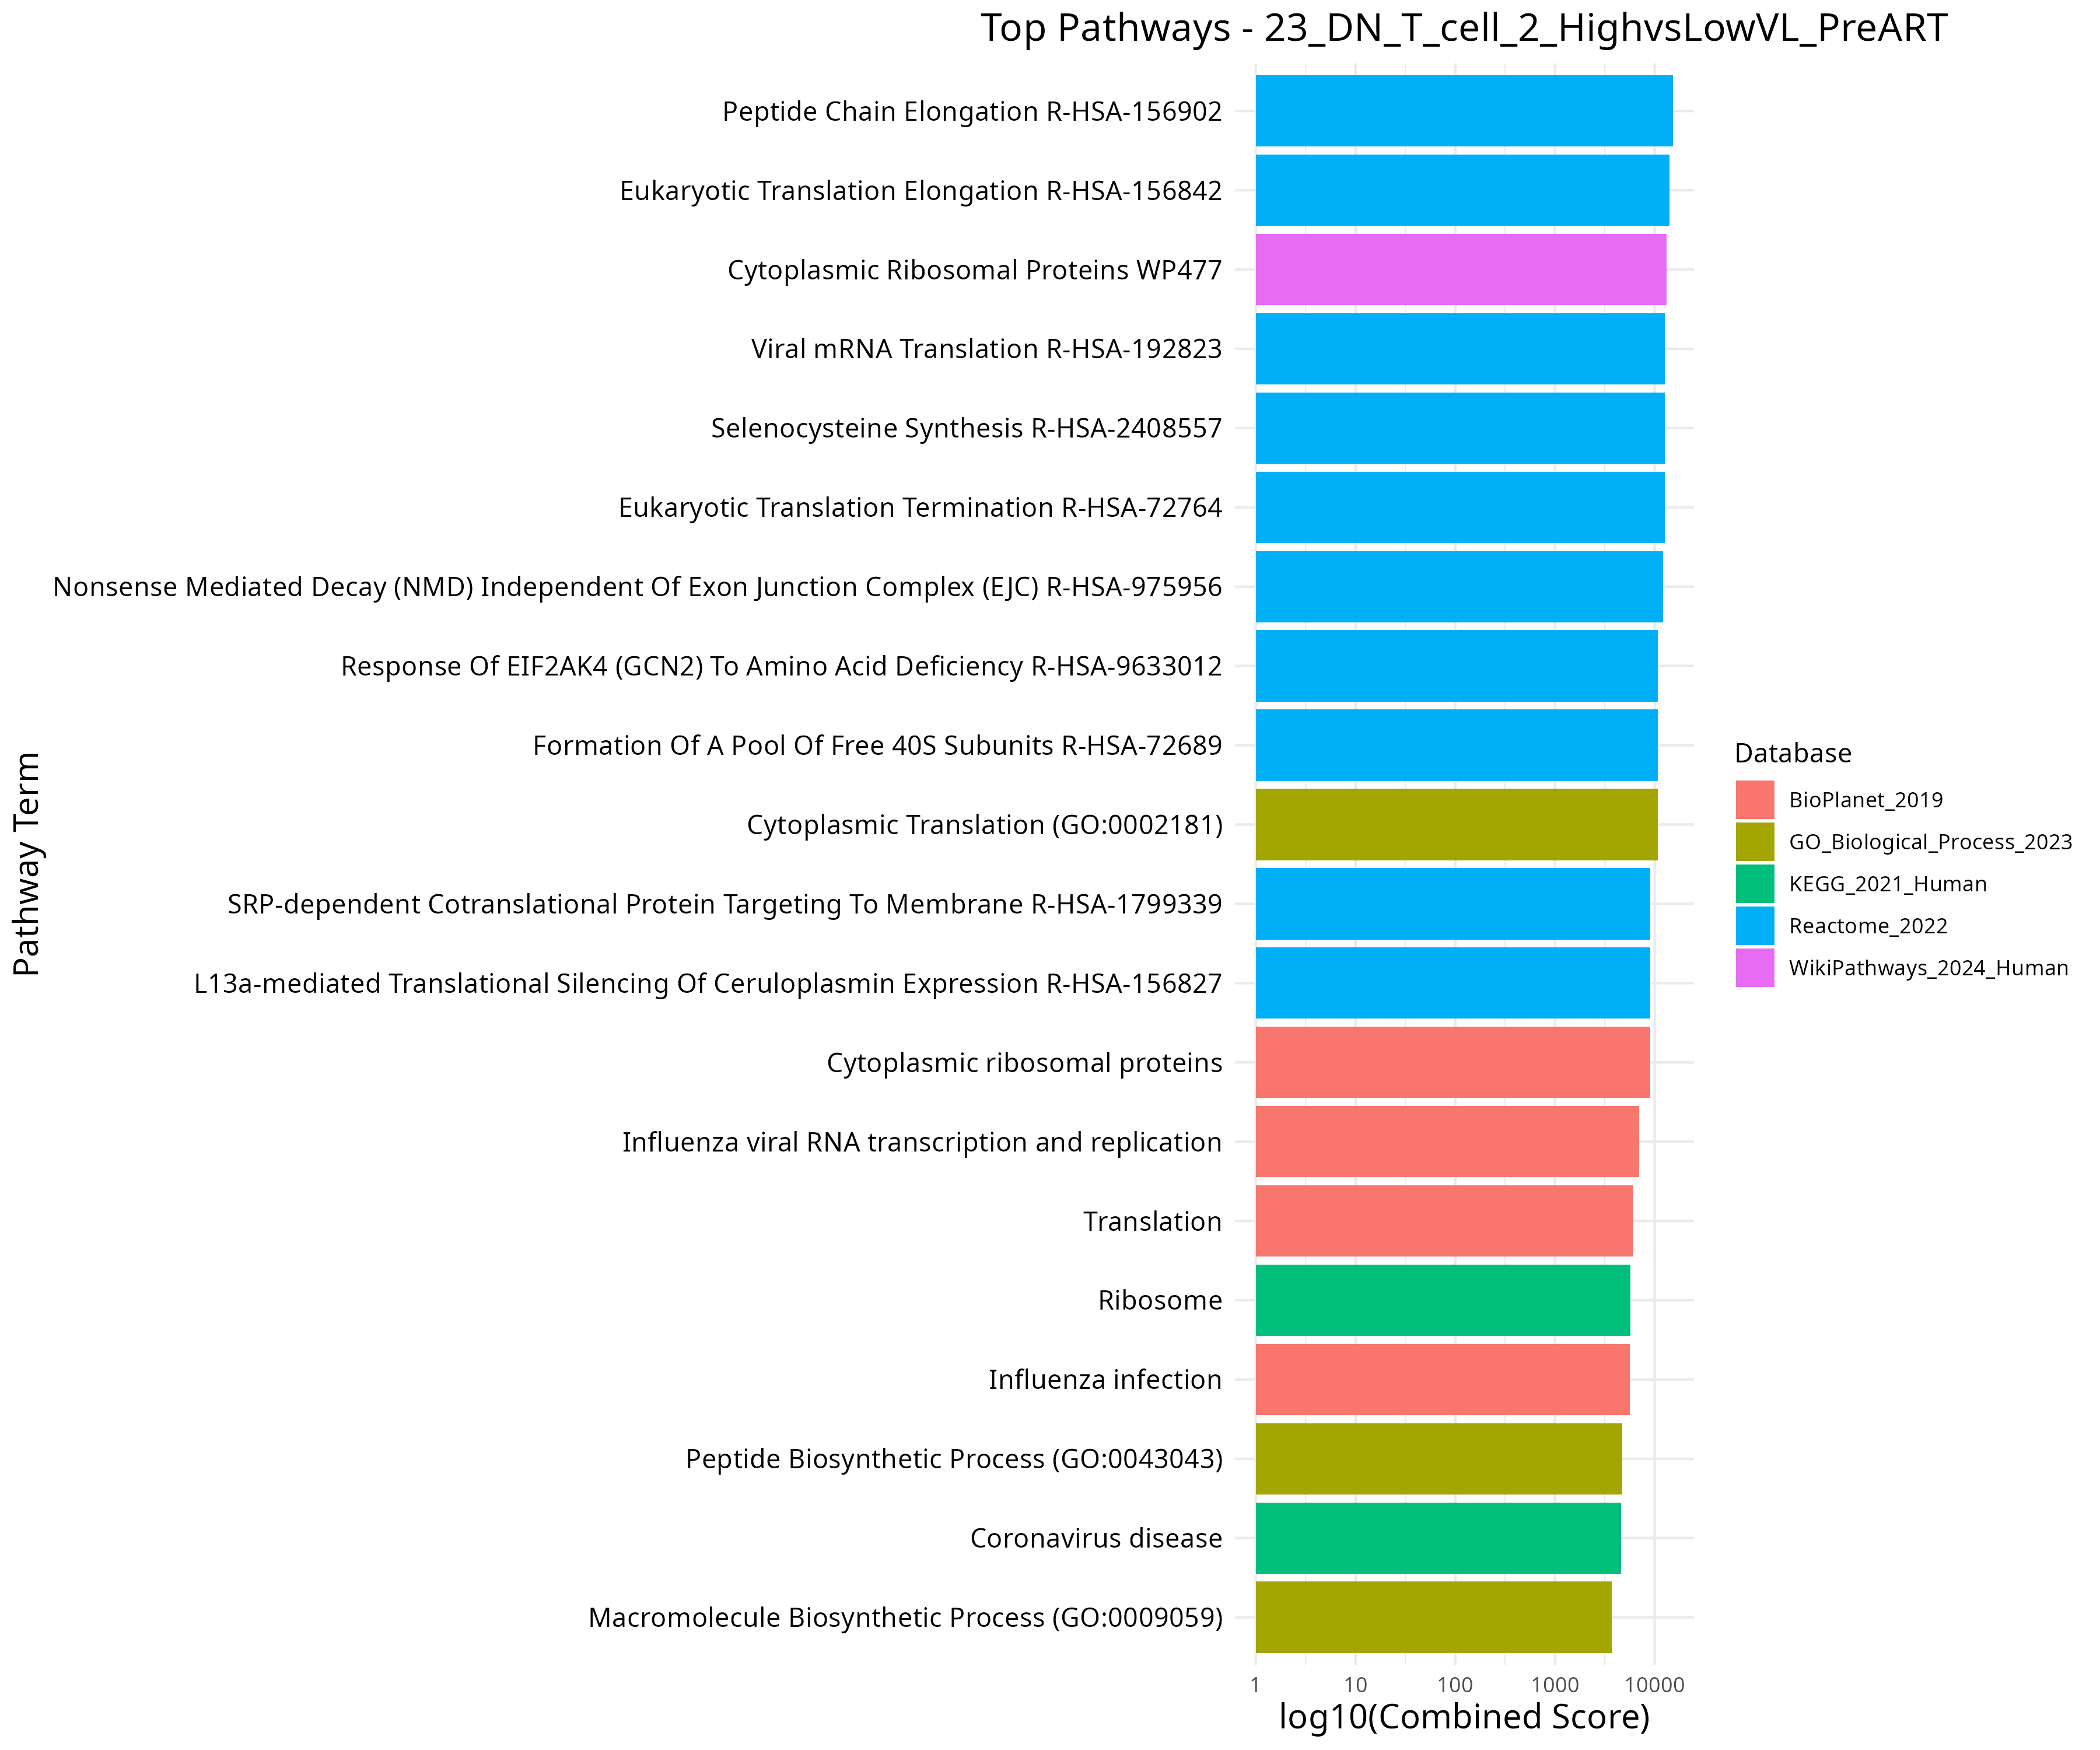 Top Pathways - 23_DN_T_cell_2_HighvsLowVL_PreART
Pathway Term
Peptide Chain Elongation R-HSA-156902
Eukaryotic Translation Elongation R-HSA-156842
Cytoplasmic Ribosomal Proteins WP477
Viral mRNA Translation R-HSA-192823
Selenocysteine Synthesis R-HSA-2408557
Eukaryotic Translation Termination R-HSA-72764
Nonsense Mediated Decay (NMD) Independent Of Exon Junction Complex (EJC) R-HSA-975956
Response Of EIF2AK4 (GCN2) To Amino Acid Deficiency R-HSA-9633012
Formation Of A Pool Of Free 40S Subunits R-HSA-72689
Cytoplasmic Translation (GO:0002181)
SRP-dependent Cotranslational Protein Targeting To Membrane R-HSA-1799339
L13a-mediated Translational Silencing Of Ceruloplasmin Expression R-HSA-156827
Cytoplasmic ribosomal proteins
Influenza viral RNA transcription and replication
Translation
Ribosome
Influenza infection
Peptide Biosynthetic Process (GO:0043043)
Coronavirus disease
Macromolecule Biosynthetic Process (GO:0009059)
1 10 100 1000 10000
log10(Combined Score)
Database
BioPlanet_2019
GO_Biological_Process_2023
KEGG_2021_Human
Reactome_2022
WikiPathways_2024_Human